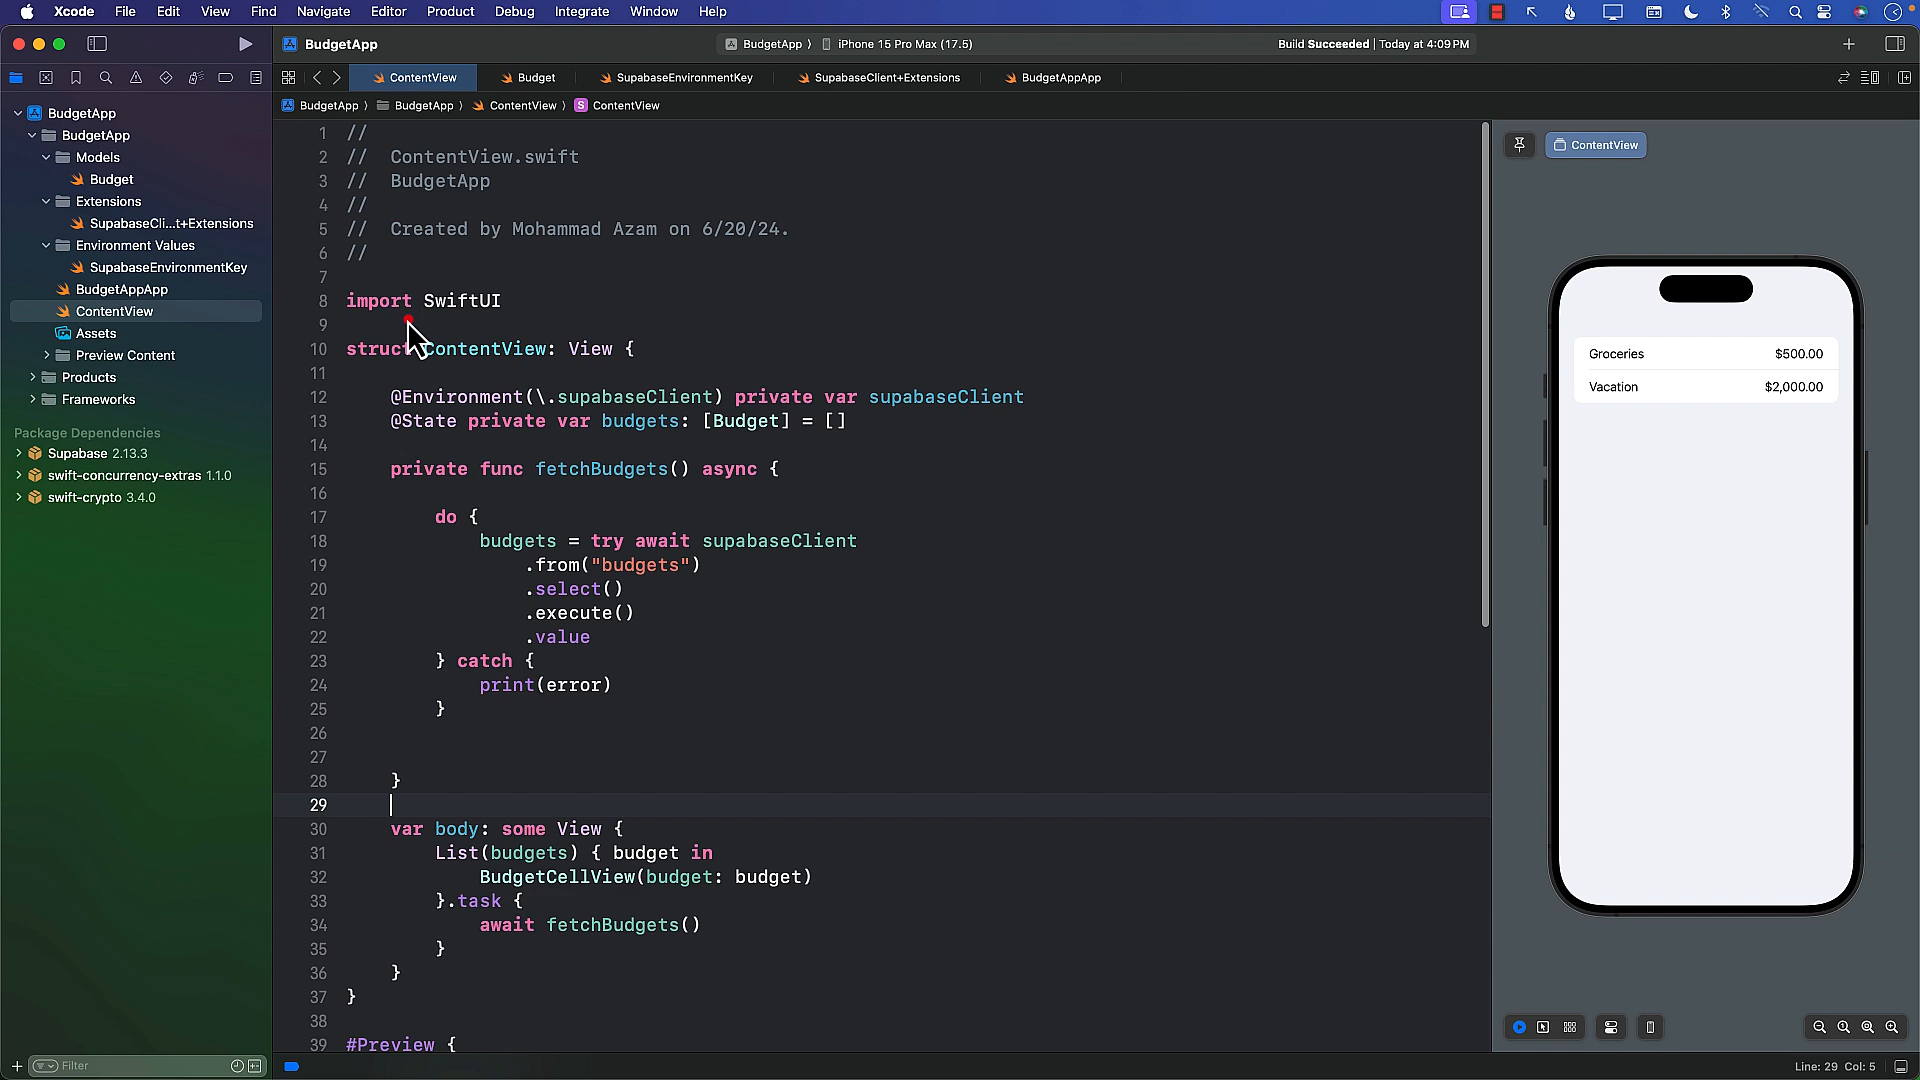 Xcode File Edit View Find Navigate Editor Product Debug Integrate Window Help
BudgetApp
BudgetApp ⟩ iPhone 15 Pro Max (17.5)
Build Succeeded | Today at 4:09 PM
ContentView
Budget
SupabaseEnvironmentKey
SupabaseClient+Extensions
BudgetAppApp
BudgetApp ⟩ BudgetApp ⟩ ContentView ⟩ S ContentView
BudgetApp
BudgetApp
Models
Budget
Extensions
SupabaseCli...t+Extensions
Environment Values
SupabaseEnvironmentKey
BudgetAppApp
ContentView
Assets
Preview Content
Products
Frameworks
Package Dependencies
Supabase 2.13.3
swift-concurrency-extras 1.1.0
swift-crypto 3.4.0
Filter
1 //
2 // ContentView.swift
3 // BudgetApp
4 //
5 // Created by Mohammad Azam on 6/20/24.
6 //
7
8 import SwiftUI
9
10 struct ContentView: View {
11
12 @Environment(\.supabaseClient) private var supabaseClient
13 @State private var budgets: [Budget] = []
14
15 private func fetchBudgets() async {
16
17 do {
18 budgets = try await supabaseClient
19 .from("budgets")
20 .select()
21 .execute()
22 .value
23 } catch {
24 print(error)
25 }
26
27
28 }
29
30 var body: some View {
31 List(budgets) { budget in
32 BudgetCellView(budget: budget)
33 }.task {
34 await fetchBudgets()
35 }
36 }
37 }
38
39 #Preview {
ContentView
Groceries $500.00
Vacation $2,000.00
Line: 29 Col: 5